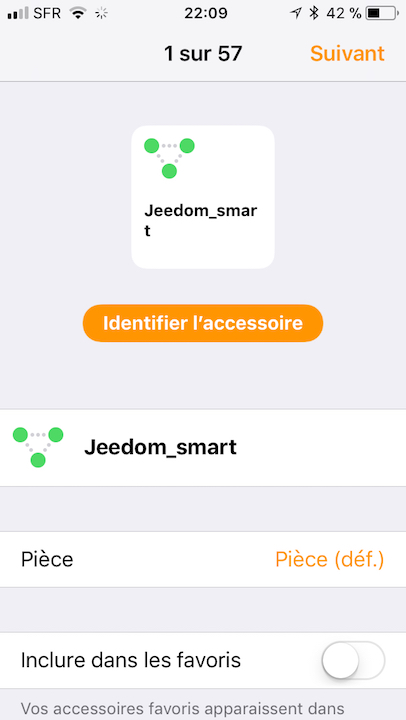 SFR 22:09 42 %
1 sur 57 Suivant
Jeedom_smar
t
Identifier l’accessoire
Jeedom_smart
Pièce Pièce (déf.)
Inclure dans les favoris
Vos accessoires favoris apparaissent dans